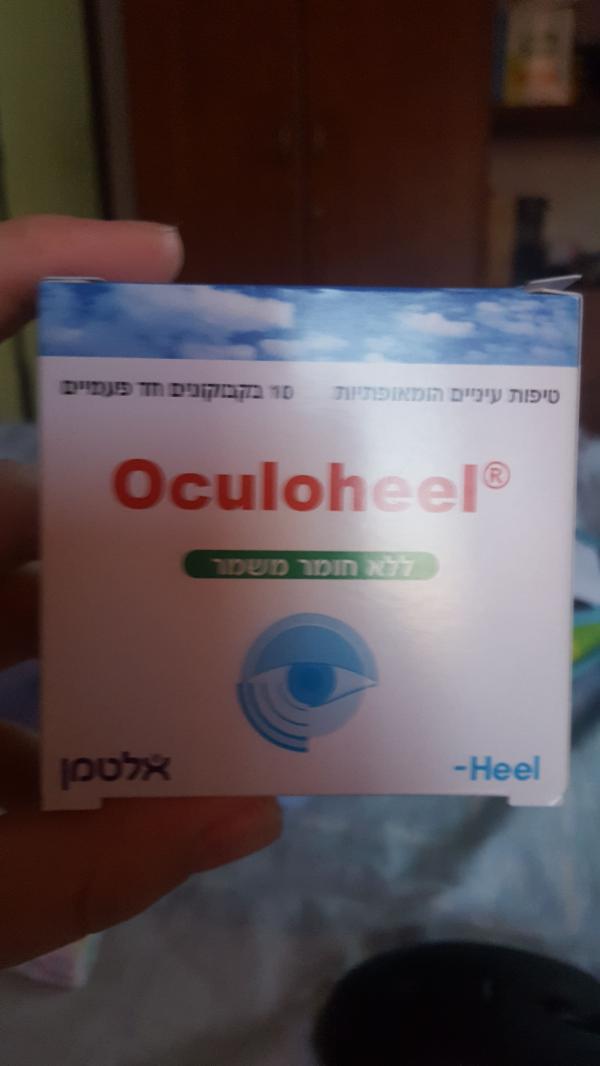 טיפות עיניים הומאופתיות 10 בקבוקונים חד פעמיים
Oculoheel®
ללא חומר משמר
אלטמן -Heel